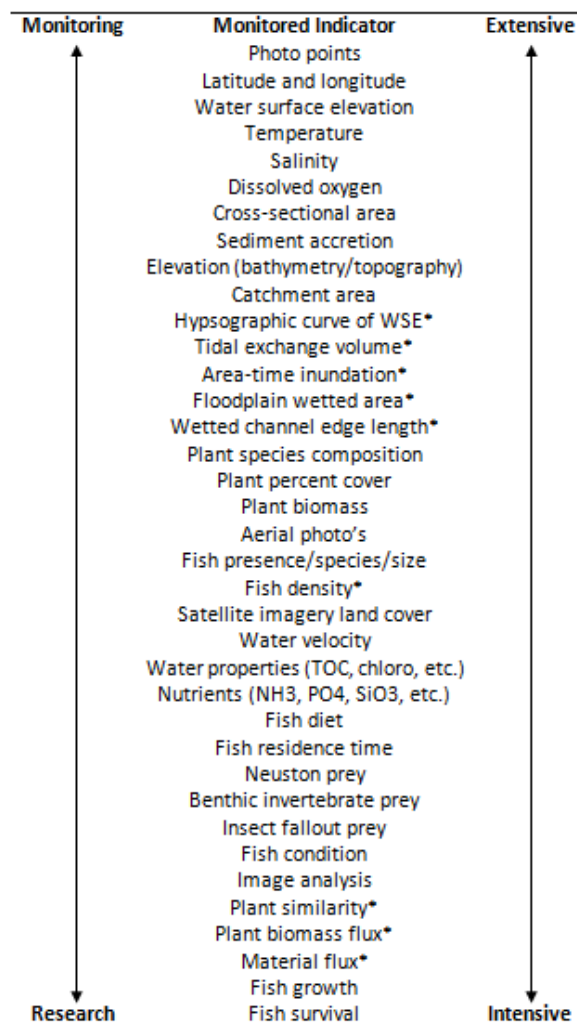 Monitoring Monitored Indicator Extensive
Photo points
Latitude and longitude
Water surface elevation
Temperature
Salinity
Dissolved oxygen
Cross-sectional area
Sediment accretion
Elevation (bathymetry/topography)
Catchment area
Hypsographic curve of WSE*
Tidal exchange volume*
Area-time inundation*
Floodplain wetted area*
Wetted channel edge length*
Plant species composition
Plant percent cover
Plant biomass
Aerial photo's
Fish presence/species/size
Fish density*
Satellite imagery land cover
Water velocity
Water properties (TOC, chloro, etc.)
Nutrients (NH3, PO4, SiO3, etc.)
Fish diet
Fish residence time
Neuston prey
Benthic invertebrate prey
Insect fallout prey
Fish condition
Image analysis
Plant similarity*
Plant biomass flux*
Material flux*
Fish growth
Research Fish survival Intensive